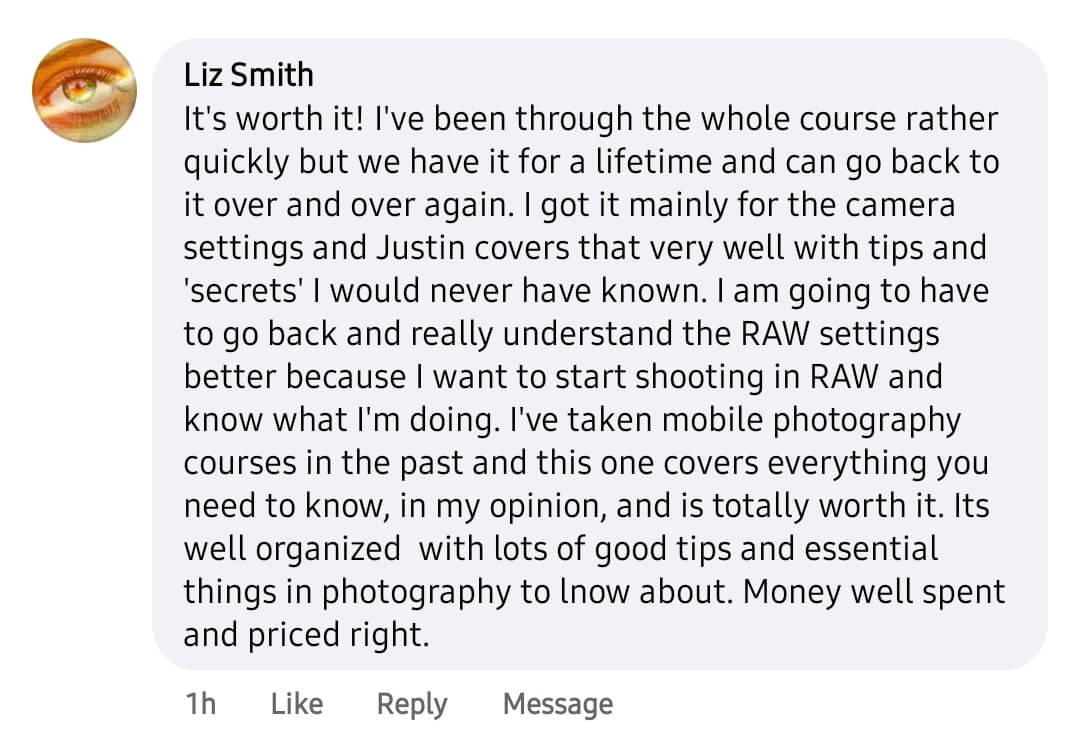 Liz Smith
It's worth it! I've been through the whole course rather
quickly but we have it for a lifetime and can go back to
it over and over again. I got it mainly for the camera
settings and Justin covers that very well with tips and
'secrets' I would never have known. I am going to have
to go back and really understand the RAW settings
better because I want to start shooting in RAW and
know what I'm doing. I've taken mobile photography
courses in the past and this one covers everything you
need to know, in my opinion, and is totally worth it. Its
well organized  with lots of good tips and essential
things in photography to lnow about. Money well spent
and priced right.
1h Like Reply Message